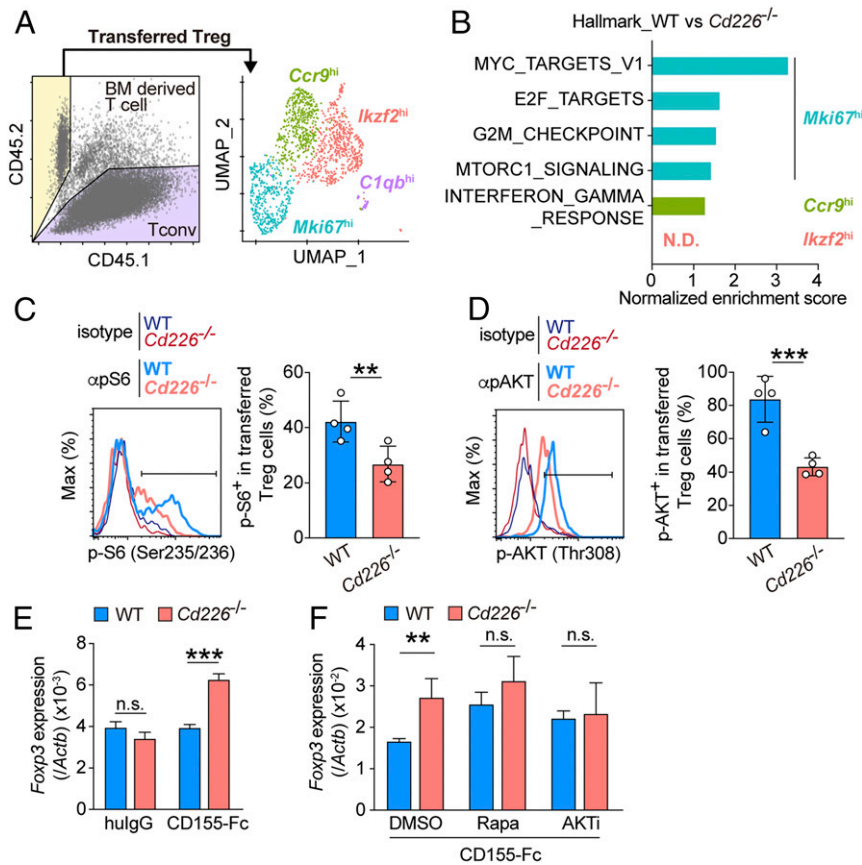 A
Transferred Treg
BM derived
T cell
Tconv
CD45.2
CD45.1
Ccr9hi
Ikzf2hi
C1qbhi
Mki67hi
UMAP_2
UMAP_1
B
Hallmark_WT vs Cd226-/-
MYC_TARGETS_V1
E2F_TARGETS
G2M_CHECKPOINT
MTORC1_SIGNALING
INTERFERON_GAMMA
_RESPONSE
Mki67hi
Ccr9hi
N.D.
Ikzf2hi
0 1 2 3 4
Normalized enrichment score
C
isotype
WT
Cd226-/-
αpS6
WT
Cd226-/-
Max (%)
p-S6 (Ser235/236)
p-S6+ in transferred
Treg cells (%)
60
40
20
0
**
WT
Cd226-/-
D
isotype
WT
Cd226-/-
αpAKT
WT
Cd226-/-
Max (%)
p-AKT (Thr308)
p-AKT+ in transferred
Treg cells (%)
100
80
60
40
20
0
***
WT
Cd226-/-
E
WT
Cd226-/-
Foxp3 expression
(/Actb) (x10-3)
8
6
4
2
0
n.s.
***
huIgG
CD155-Fc
F
WT
Cd226-/-
Foxp3 expression
(/Actb) (x10-2)
4
3
2
1
0
**
n.s.
n.s.
DMSO
Rapa
AKTi
CD155-Fc